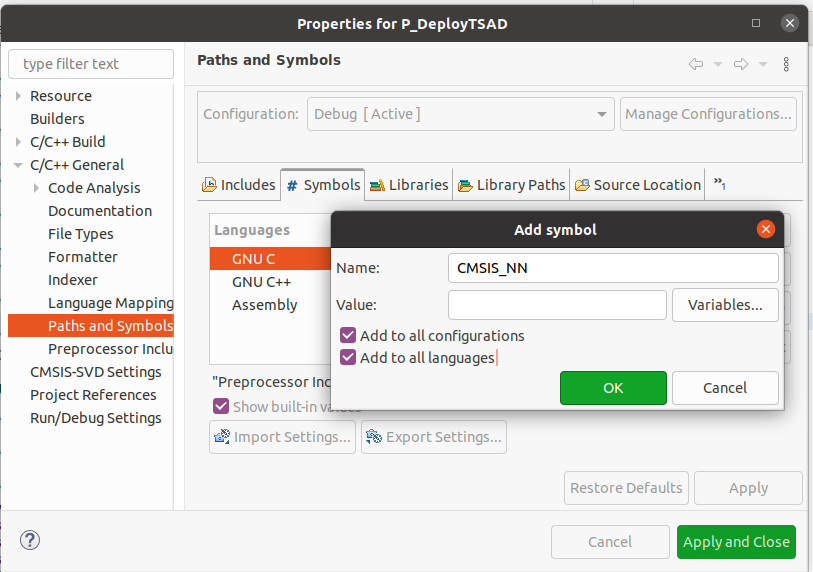 Properties for P_DeployTSAD
type filter text
Resource
Builders
C/C++ Build
C/C++ General
Code Analysis
Documentation
File Types
Formatter
Indexer
Language Mapping
Paths and Symbols
Preprocessor Inclu
CMSIS-SVD Settings
Project References
Run/Debug Settings
Paths and Symbols
Configuration: Debug [ Active ] Manage Configurations...
Includes # Symbols Libraries Library Paths Source Location »1
Languages
GNU C
GNU C++
Assembly
Add symbol
Name: CMSIS_NN
Value: Variables...
Add to all configurations
Add to all languages
OK Cancel
"Preprocessor Inc
Show built-in values
Import Settings... Export Settings...
Restore Defaults Apply
? Cancel Apply and Close